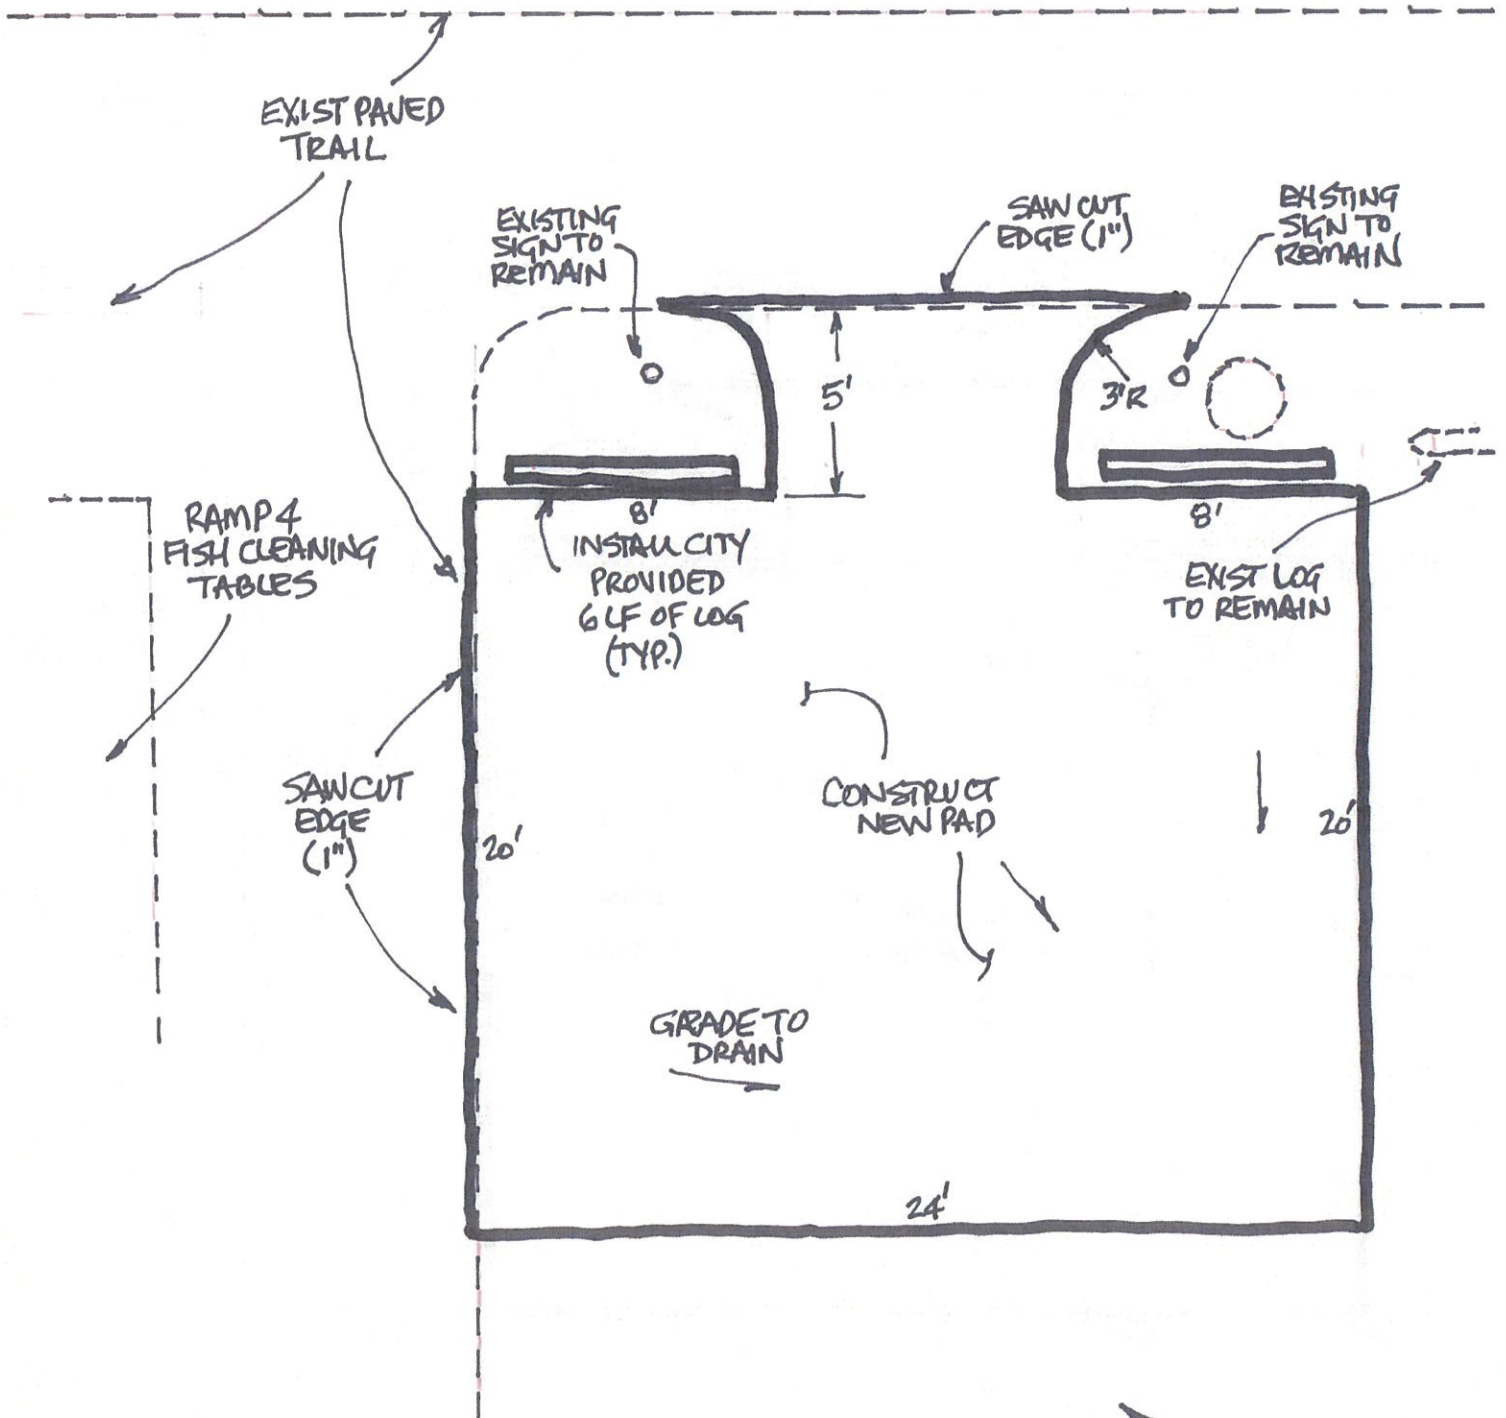 EXIST PAVED
TRAIL
EXISTING
SIGN TO
REMAIN
SAW CUT
EDGE (1")
EXISTING
SIGN TO
REMAIN
5'
3'R
8'
8'
RAMP 4
FISH CLEANING
TABLES
INSTALL CITY
PROVIDED
6 LF OF LOG
(TYP.)
EXIST LOG
TO REMAIN
SAWCUT
EDGE
(1")
20'
CONSTRUCT
NEW PAD
20'
GRADE TO
DRAIN
24'